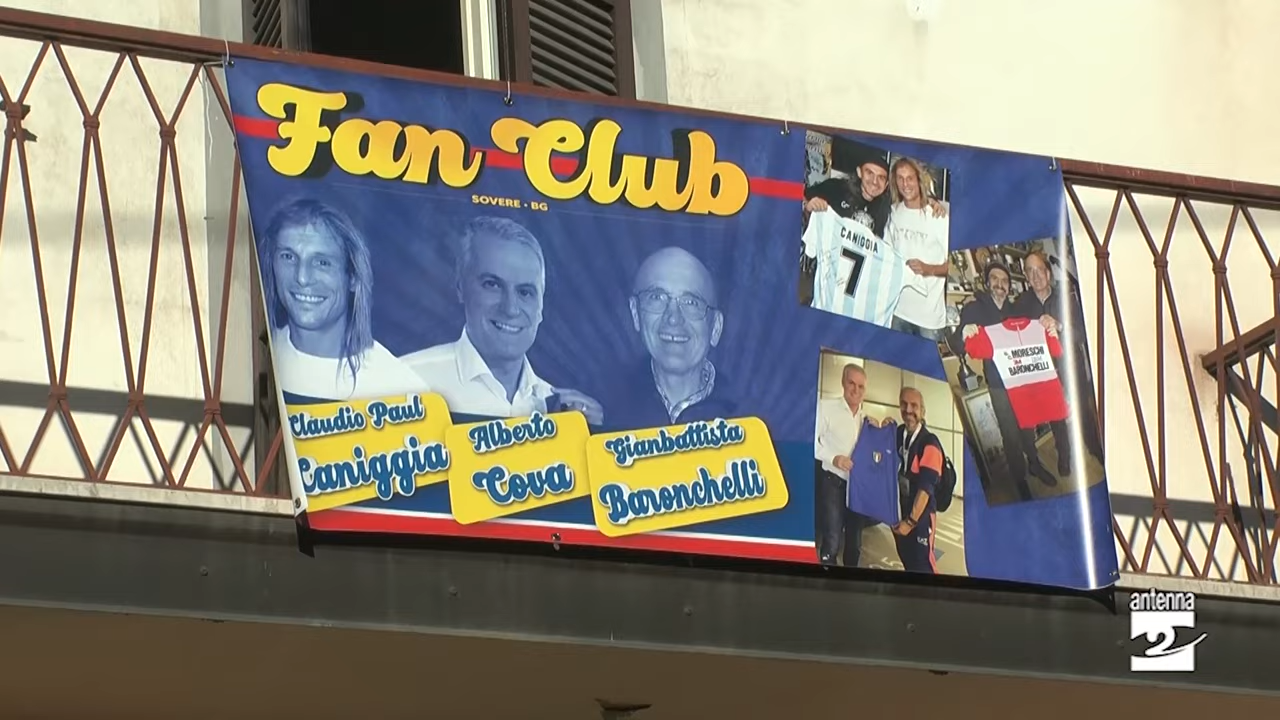 Fan Club
SOVERE - BG
Claudio Paul
Caniggia
Alberto
Cova
Gianbattista
Baronchelli
CANIGGIA
7
MORESCHI
BARONCHELLI
antenna
2